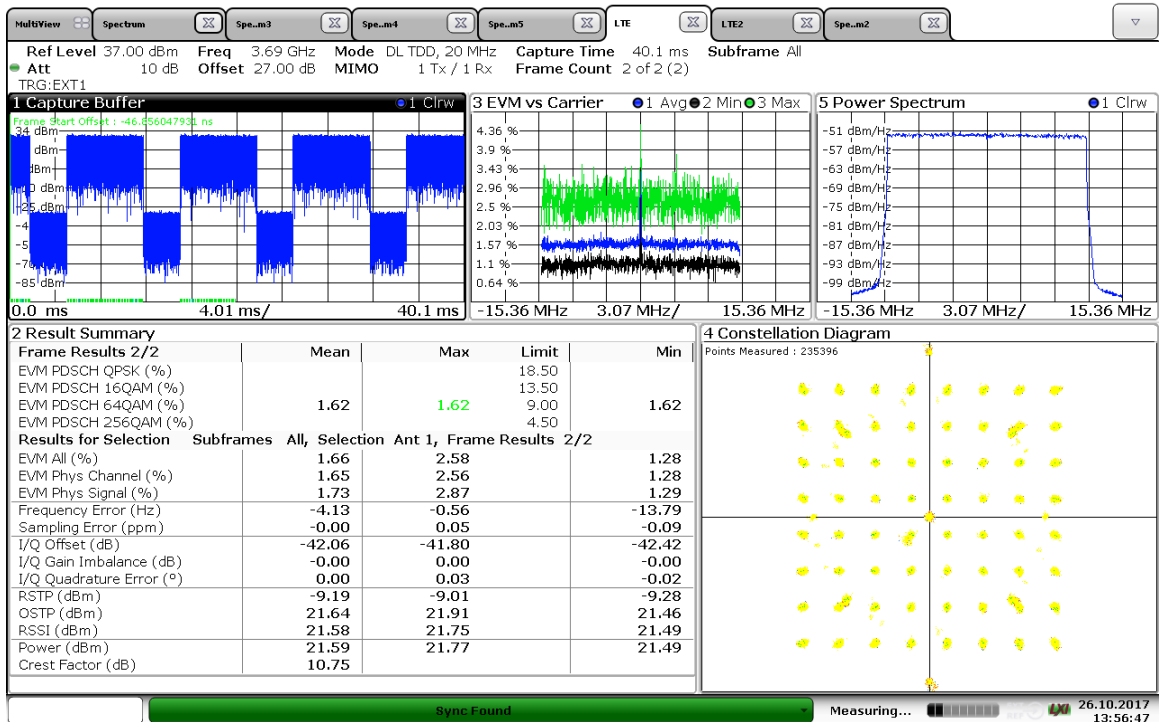 MultiView Spectrum Spe..m3 Spe..m4 Spe..m5 LTE LTE2 Spe..m2
Ref Level 37.00 dBm Freq 3.69 GHz Mode DL TDD, 20 MHz Capture Time 40.1 ms Subframe All
Att 10 dB Offset 27.00 dB MIMO 1 Tx / 1 Rx Frame Count 2 of 2 (2)
TRG:EXT1
1 Capture Buffer 1 Clrw
Frame Start Offset : -46.856047931 ns
34 dBm
dBm
dBm
dBm
-25 dBm
-85 dBm
0.0 ms 4.01 ms/ 40.1 ms
3 EVM vs Carrier 1 Avg 2 Min 3 Max
4.36 %
3.9 %
3.43 %
2.96 %
2.5 %
2.03 %
1.57 %
1.1 %
0.64 %
-15.36 MHz 3.07 MHz/ 15.36 MHz
5 Power Spectrum 1 Clrw
-51 dBm/Hz
-57 dBm/Hz
-63 dBm/Hz
-69 dBm/Hz
-75 dBm/Hz
-81 dBm/Hz
-87 dBm/Hz
-93 dBm/Hz
-99 dBm/Hz
-15.36 MHz 3.07 MHz/ 15.36 MHz
2 Result Summary
Frame Results 2/2 Mean Max Limit Min
EVM PDSCH QPSK (%) 18.50
EVM PDSCH 16QAM (%) 13.50
EVM PDSCH 64QAM (%) 1.62 1.62 9.00 1.62
EVM PDSCH 256QAM (%) 4.50
Results for Selection Subframes All, Selection Ant 1, Frame Results 2/2
EVM All (%) 1.66 2.58 1.28
EVM Phys Channel (%) 1.65 2.56 1.28
EVM Phys Signal (%) 1.73 2.87 1.29
Frequency Error (Hz) -4.13 -0.56 -13.79
Sampling Error (ppm) -0.00 0.05 -0.09
I/Q Offset (dB) -42.06 -41.80 -42.42
I/Q Gain Imbalance (dB) -0.00 0.00 -0.00
I/Q Quadrature Error (°) 0.00 0.03 -0.02
RSTP (dBm) -9.19 -9.01 -9.28
OSTP (dBm) 21.64 21.91 21.46
RSSI (dBm) 21.58 21.75 21.49
Power (dBm) 21.59 21.77 21.49
Crest Factor (dB) 10.75
4 Constellation Diagram
Points Measured : 235396
Sync Found
Measuring...
REF
LXI
26.10.2017
13:56:47